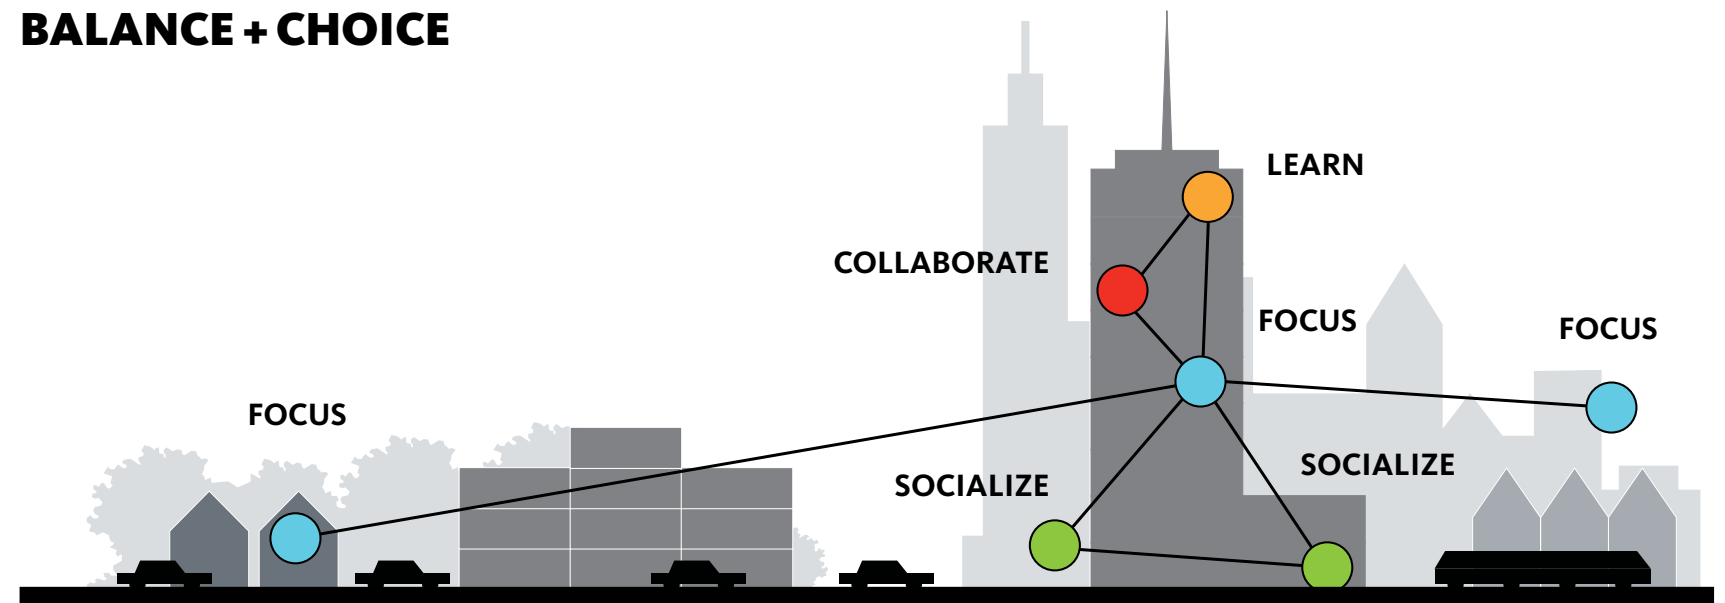 BALANCE + CHOICE
LEARN
COLLABORATE
FOCUS
FOCUS
FOCUS
SOCIALIZE
SOCIALIZE